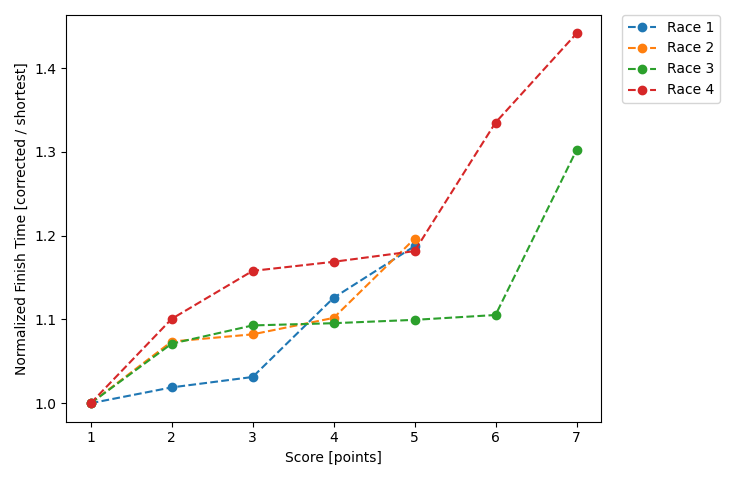 Normalized Finish Time [corrected / shortest]
1.4
1.3
1.2
1.1
1.0
1 2 3 4 5 6 7
Score [points]
Race 1
Race 2
Race 3
Race 4